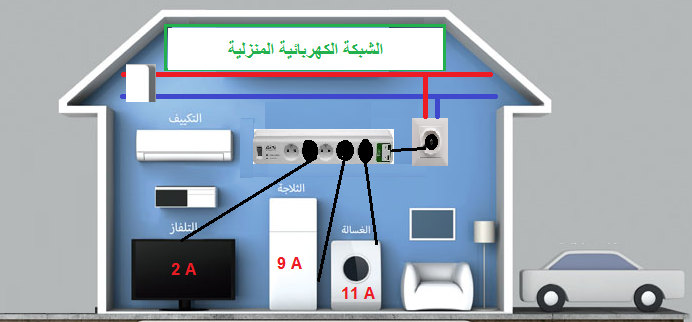 الشبكة الكهربائية المنزلية
التكييف
الثلاجة
التلفاز
الغسالة
2 A
9 A
11 A